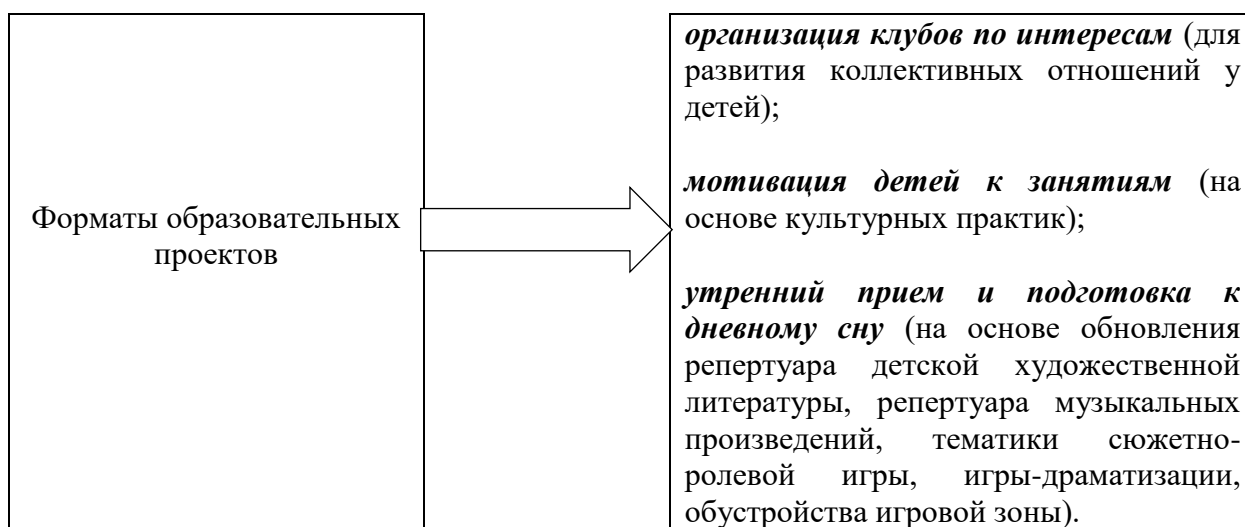 Форматы образовательных
проектов
организация клубов по интересам (для
развития коллективных отношений у
детей);
мотивация детей к занятиям (на
основе культурных практик);
утренний прием и подготовка к
дневному сну (на основе обновления
репертуара детской художественной
литературы, репертуара музыкальных
произведений, тематики сюжетно-
ролевой игры, игры-драматизации,
обустройства игровой зоны).